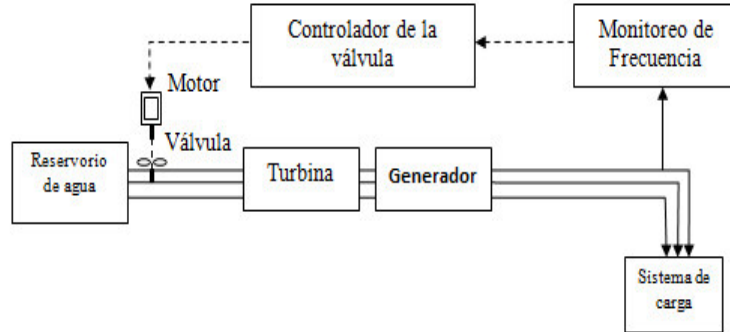 Controlador de la
válvula
Monitoreo de
Frecuencia
Motor
Válvula
Reservorio
de agua
Turbina
Generador
Sistema de
carga